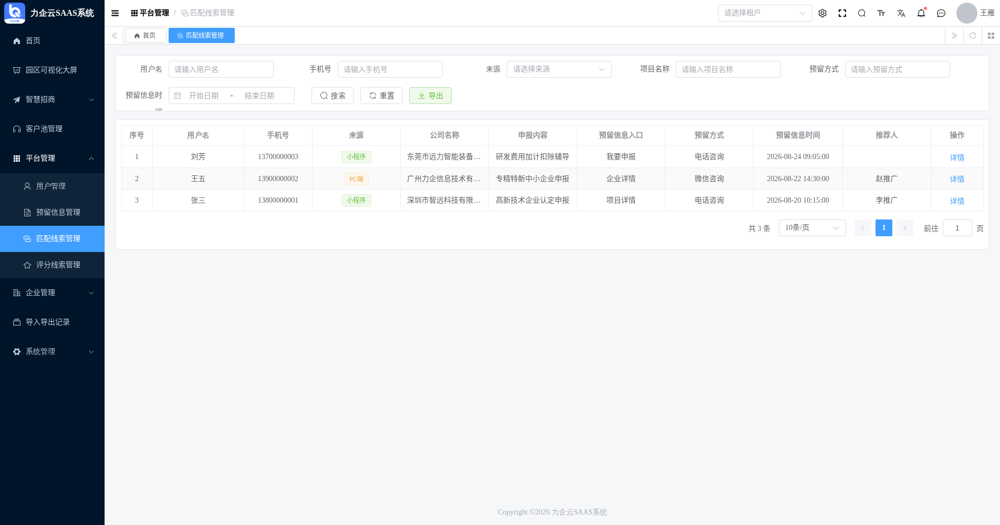 力企云SAAS系统
平台管理 / 匹配线索管理
请选择租户
王雁
首页
匹配线索管理
首页
园区可视化大屏
智慧招商
客户池管理
平台管理
用户管理
预留信息管理
匹配线索管理
评分线索管理
企业管理
导入导出记录
系统管理
用户名 请输入用户名 手机号 请输入手机号 来源 请选择来源 项目名称 请输入项目名称 预留方式 请输入预留方式
预留信息时 开始日期 - 结束日期 搜索 重置 导出
序号 用户名 手机号 来源 公司名称 申报内容 预留信息入口 预留方式 预留信息时间 推荐人 操作
1 刘芳 13700000003 小程序 东莞市远力智能装备… 研发费用加计扣除辅导 我要申报 电话咨询 2026-08-24 09:05:00 详情
2 王五 13900000002 PC端 广州力企信息技术有… 专精特新中小企业申报 企业详情 微信咨询 2026-08-22 14:30:00 赵推广 详情
3 张三 13800000001 小程序 深圳市智远科技有限… 高新技术企业认定申报 项目详情 电话咨询 2026-08-20 10:15:00 李推广 详情
共 3 条 10条/页 1 前往 1 页
Copyright ©2026 力企云SAAS系统